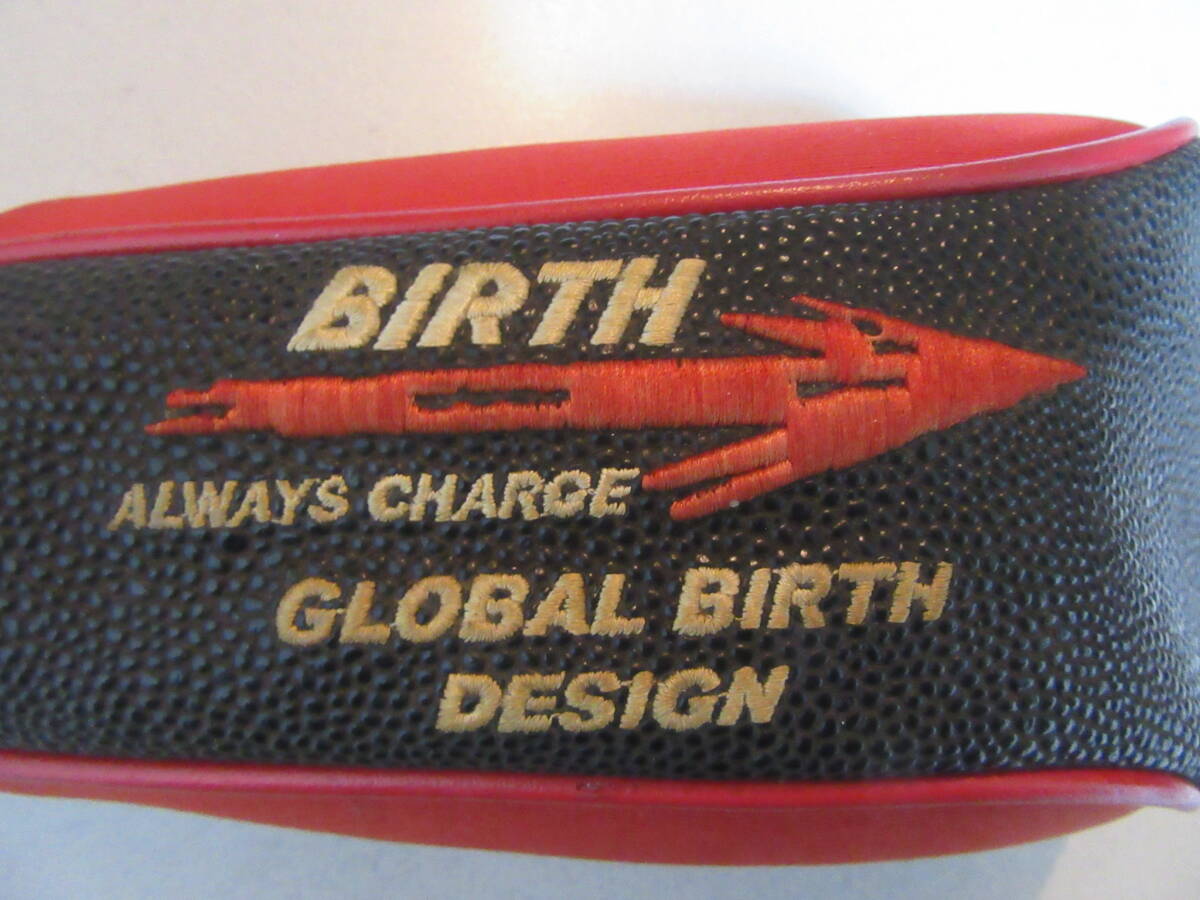 BIRTH
ALWAYS CHARGE
GLOBAL BIRTH
DESIGN